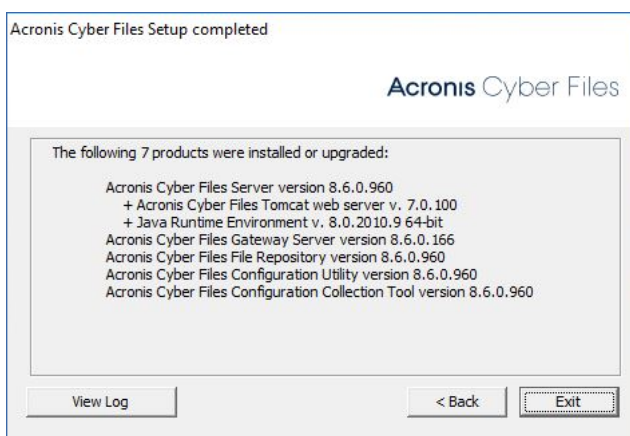 Acronis Cyber Files Setup completed
Acronis Cyber Files
The following 7 products were installed or upgraded:
Acronis Cyber Files Server version 8.6.0.960
+ Acronis Cyber Files Tomcat web server v. 7.0.100
+ Java Runtime Environment v. 8.0.2010.9 64-bit
Acronis Cyber Files Gateway Server version 8.6.0.166
Acronis Cyber Files File Repository version 8.6.0.960
Acronis Cyber Files Configuration Utility version 8.6.0.960
Acronis Cyber Files Configuration Collection Tool version 8.6.0.960
View Log
< Back
Exit